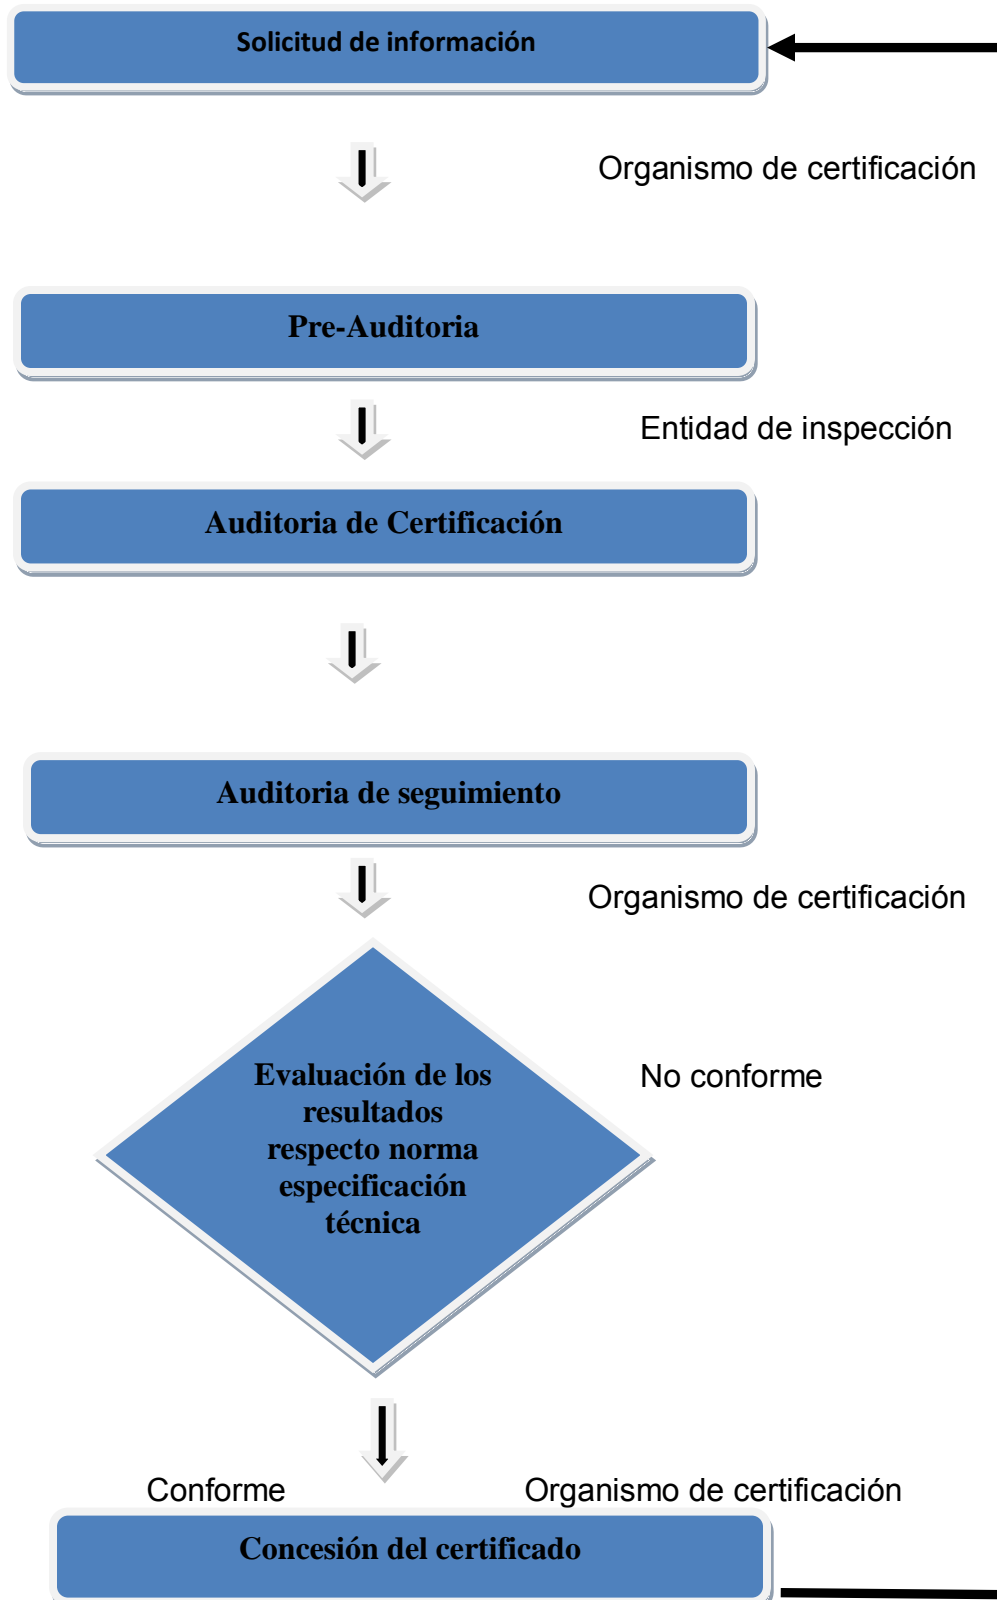 Solicitud de información
Organismo de certificación
Pre-Auditoria
Entidad de inspección
Auditoria de Certificación
Auditoria de seguimiento
Organismo de certificación
Evaluación de los
resultados
respecto norma
especificación
técnica
No conforme
Conforme
Organismo de certificación
Concesión del certificado